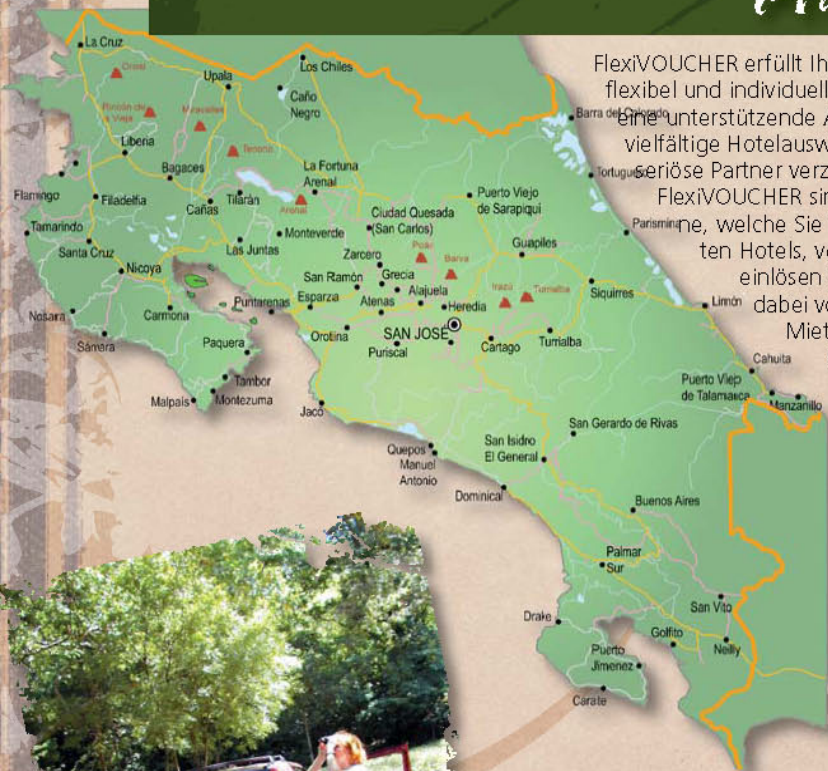 La Cruz
Orosi
Upala
Los Chiles
Caño
Negro
Rincón de
la Vieja
Miravalles
Tenorio
Liberia
Bagaces
La Fortuna
Arenal
Flamingo
Filadelfia
Cañas
Tilarán
Arenal
Puerto Viejo
de Sarapiqui
Tamarindo
Monteverde
Ciudad Quesada
(San Carlos)
Santa Cruz
Las Juntas
Zarcero
Poás
Barva
Guapiles
Nicoya
San Ramón
Grecia
Irazú
Turrialba
Siquirres
Puntarenas
Esparza
Atenas
Alajuela
Heredia
Limón
Nosara
Carmona
Orotina
SAN JOSÉ
Sámara
Paquera
Puriscal
Cartago
Turrialba
Cahuita
Tambor
Puerto Viep
de Talamanca
Malpais
Montezuma
Jacó
Manzanillo
Quepos
Manuel
Antonio
San Isidro
El General
San Gerardo de Rivas
Dominical
Buenos Aires
Palmar
Sur
Drake
San Vito
Golfito
Puerto
Jimenez
Neilly
Carate
Barra del Colorado
Tortuguero
Parismina
FlexiVOUCHER erfüllt Ih
flexibel und individuell
eine unterstützende A
vielfältige Hotelausw
seriöse Partner verz
FlexiVOUCHER sin
ne, welche Sie
ten Hotels, vo
einlösen
dabei vo
Miet